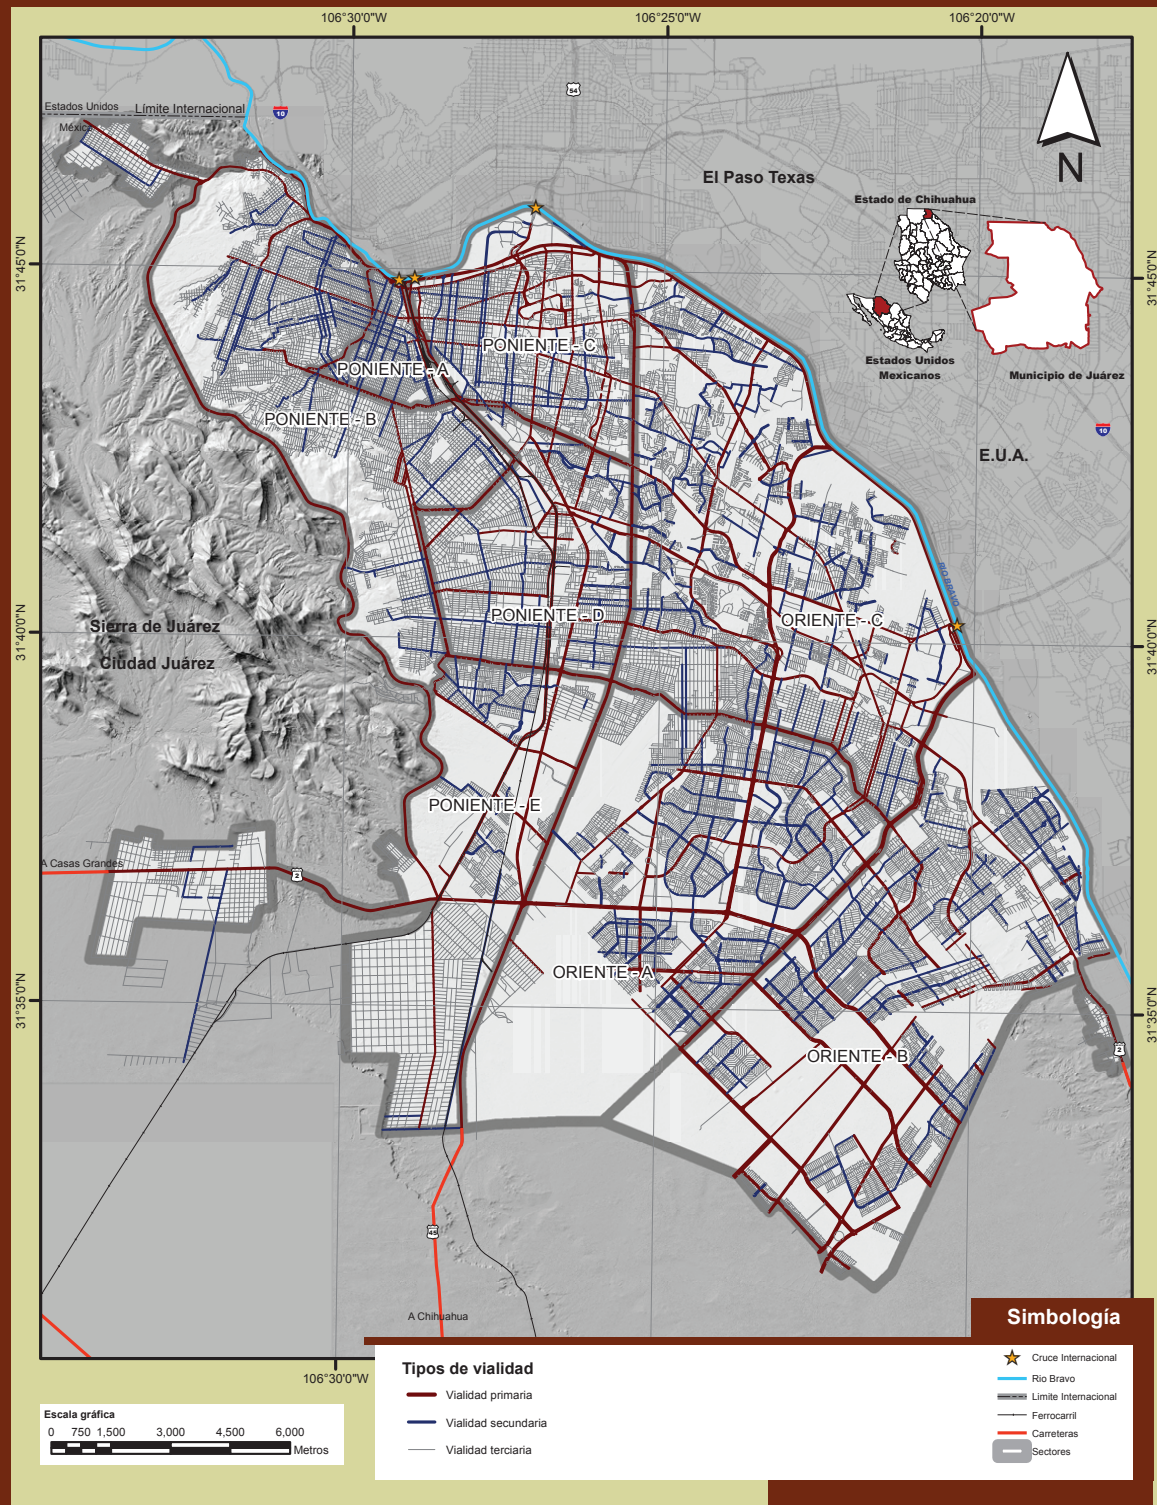 106°30'0"W
106°25'0"W
106°20'0"W
54
Estados Unidos
Límite Internacional
10
México
N
El Paso Texas
Estado de Chihuahua
31°45'0"N
31°45'0"N
PONIENTE - C
Estados Unidos
Mexicanos
Municipio de Juárez
PONIENTE - A
PONIENTE - B
10
E.U.A.
RIO BRAVO
PONIENTE - D
ORIENTE - C
31°40'0"N
31°40'0"N
Sierra de Juárez
Ciudad Juárez
PONIENTE - E
A Casas Grandes
2
ORIENTE - A
31°35'0"N
31°35'0"N
ORIENTE - B
2
45
A Chihuahua
106°30'0"W
Simbología
Tipos de vialidad
Vialidad primaria
Vialidad secundaria
Vialidad terciaria
Cruce Internacional
Rio Bravo
Limite Internacional
Ferrocarril
Carreteras
Sectores
Escala gráfica
0 750 1,500 3,000 4,500 6,000
Metros